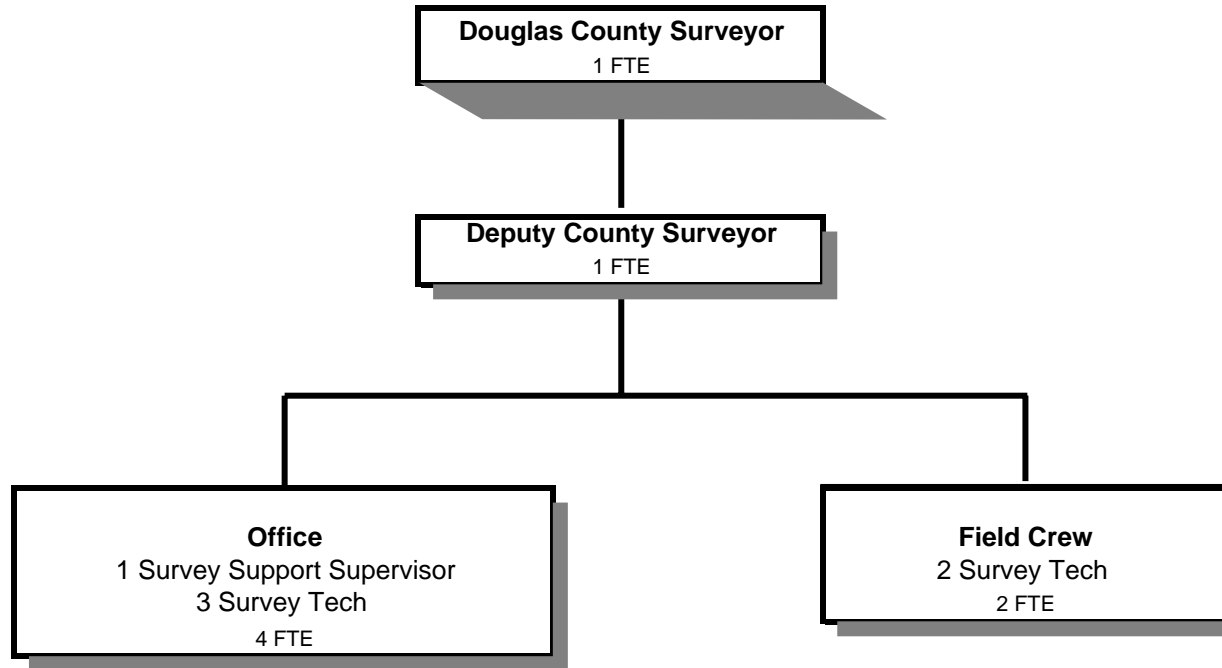 Douglas County Surveyor
1 FTE
Deputy County Surveyor
1 FTE
Office
1 Survey Support Supervisor
3 Survey Tech
4 FTE
Field Crew
2 Survey Tech
2 FTE